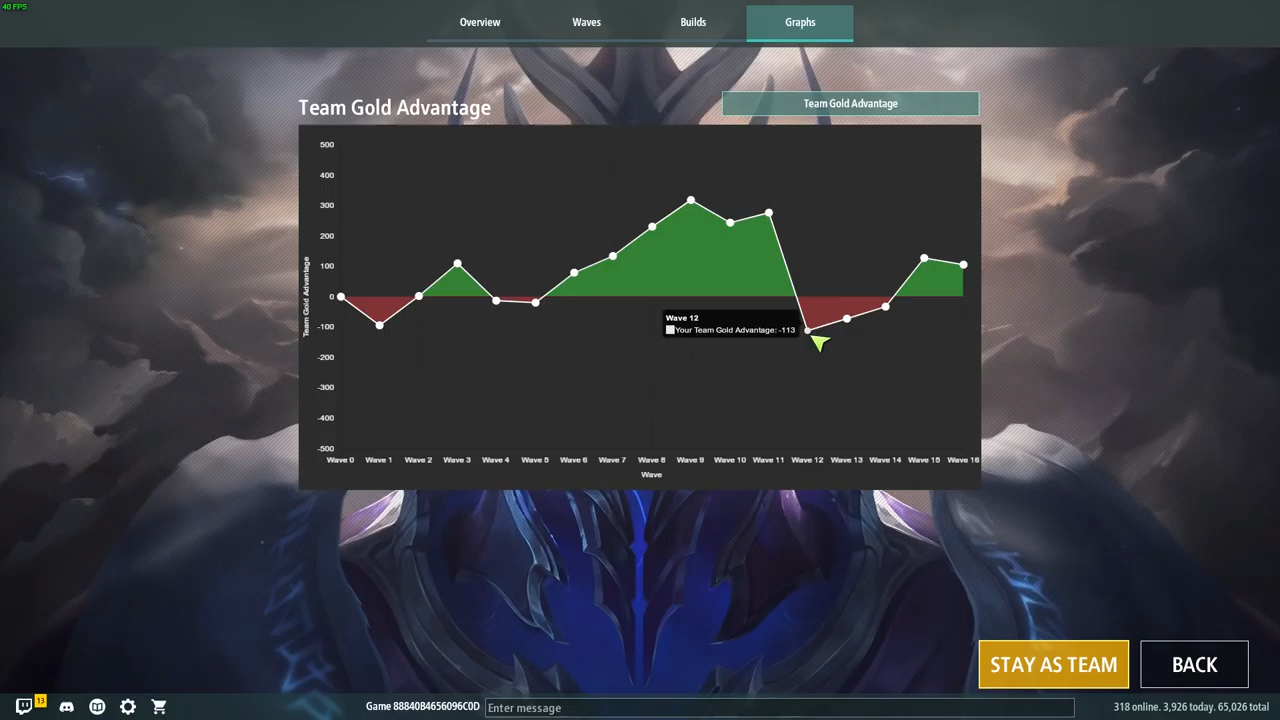 40 FPS
Overview
Waves
Builds
Graphs
Team Gold Advantage
Team Gold Advantage
500
400
300
200
100
0
-100
-200
-300
-400
-500
Team Gold Advantage
Wave 12
Your Team Gold Advantage: -113
Wave 0
Wave 1
Wave 2
Wave 3
Wave 4
Wave 5
Wave 6
Wave 7
Wave 8
Wave 9
Wave 10
Wave 11
Wave 12
Wave 13
Wave 14
Wave 15
Wave 16
Wave
STAY AS TEAM
BACK
13
Game 8884084656096C0D
Enter message
318 online. 3,926 today. 65,026 total